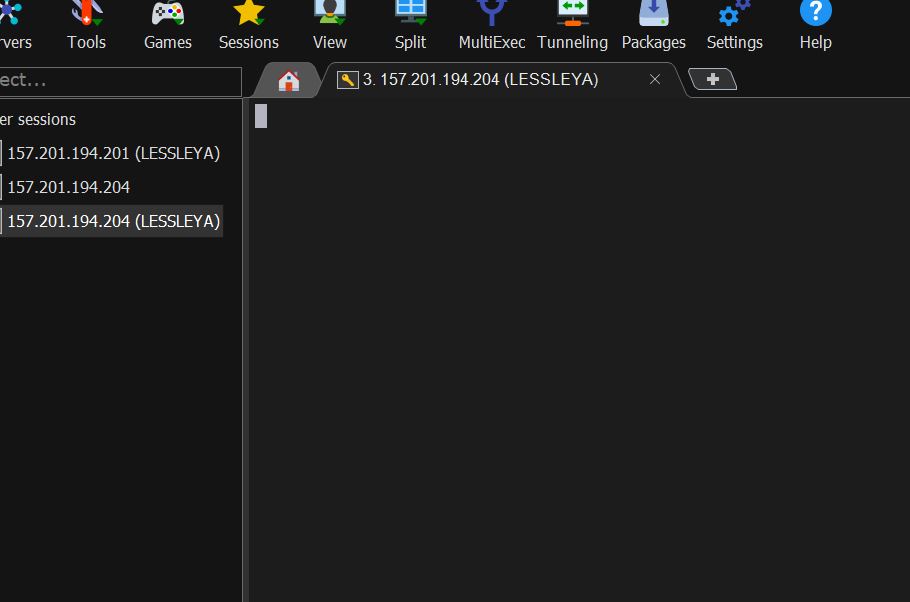 rvers Tools Games Sessions View Split MultiExec Tunneling Packages Settings Help
ect... 3. 157.201.194.204 (LESSLEYA)
er sessions
157.201.194.201 (LESSLEYA)
157.201.194.204
157.201.194.204 (LESSLEYA)